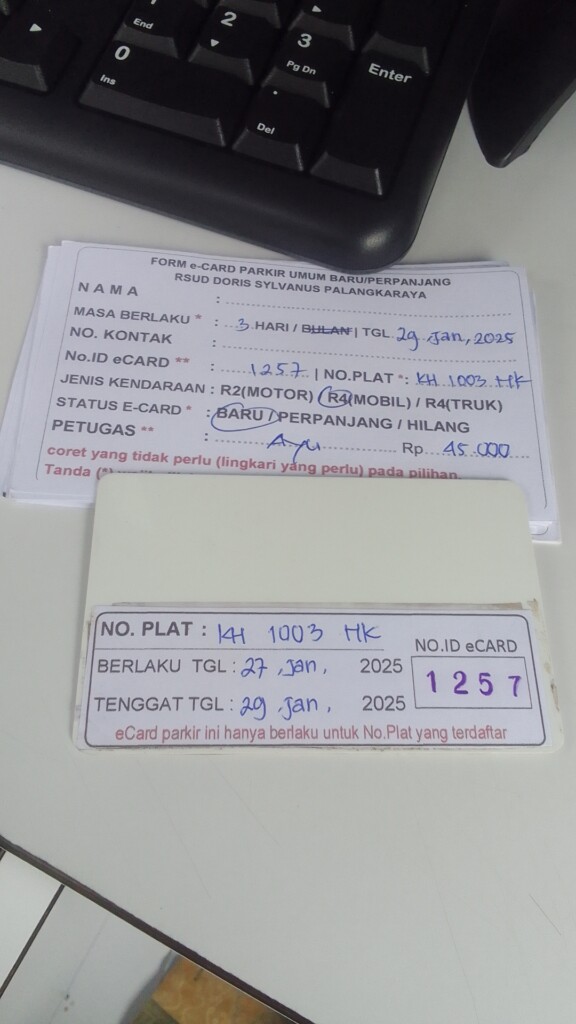 1
End
2
3
Pg Dn
0
Ins
.
Del
Enter
FORM e-CARD PARKIR UMUM BARU/PERPANJANG
RSUD DORIS SYLVANUS PALANGKARAYA
N A M A :
MASA BERLAKU * : 3 HARI / BULAN | TGL 29 Jan, 2025
NO. KONTAK :
No.ID eCARD ** : 1257 | NO.PLAT *: KH 1003 HK
JENIS KENDARAAN : R2(MOTOR) / R4(MOBIL) / R4(TRUK)
STATUS E-CARD * : BARU / PERPANJANG / HILANG
PETUGAS ** : Ayu Rp 45.000
coret yang tidak perlu (lingkari yang perlu) pada pilihan.
Tanda (*)
NO. PLAT : KH 1003 HK
NO.ID eCARD
BERLAKU TGL : 27 , Jan , 2025
1 2 5 7
TENGGAT TGL : 29 Jan , 2025
eCard parkir ini hanya berlaku untuk No.Plat yang terdaftar